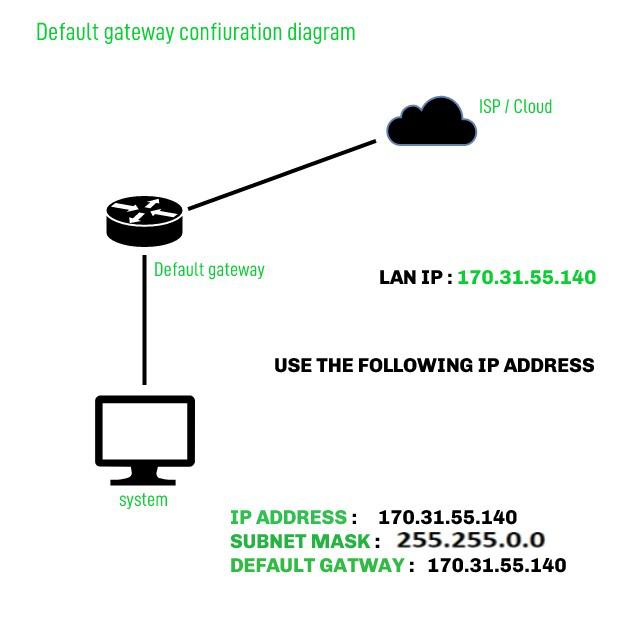 Default gateway confiuration diagram
ISP / Cloud
Default gateway
LAN IP : 170.31.55.140
USE THE FOLLOWING IP ADDRESS
system
IP ADDRESS : 170.31.55.140
SUBNET MASK : 255.255.0.0
DEFAULT GATWAY : 170.31.55.140